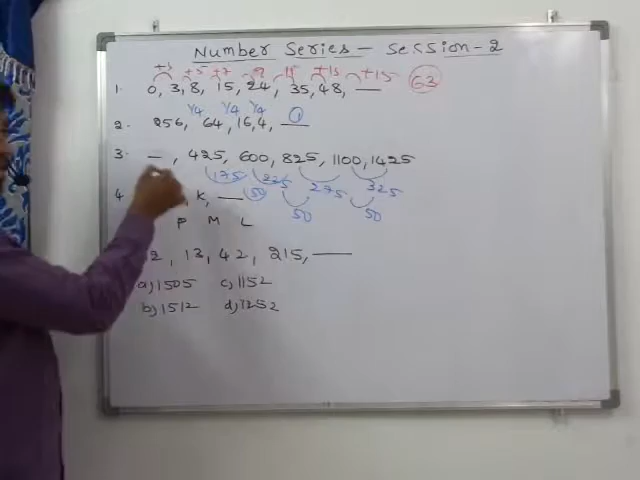 Number Series – Session-2
+3 +5 +7 +9 +11 +13 +15
1. 0, 3, 8, 15, 24, 35, 48, — 63
1/4 1/4 1/4
2. 256, 64, 16, 4, — 1
3. —, 425, 600, 825, 1100, 1425
175 225 275 325
4 K, — 50 50 50
P M L
2, 13, 42, 215, —
a) 1505 c) 1152
b) 1512 d) 1252